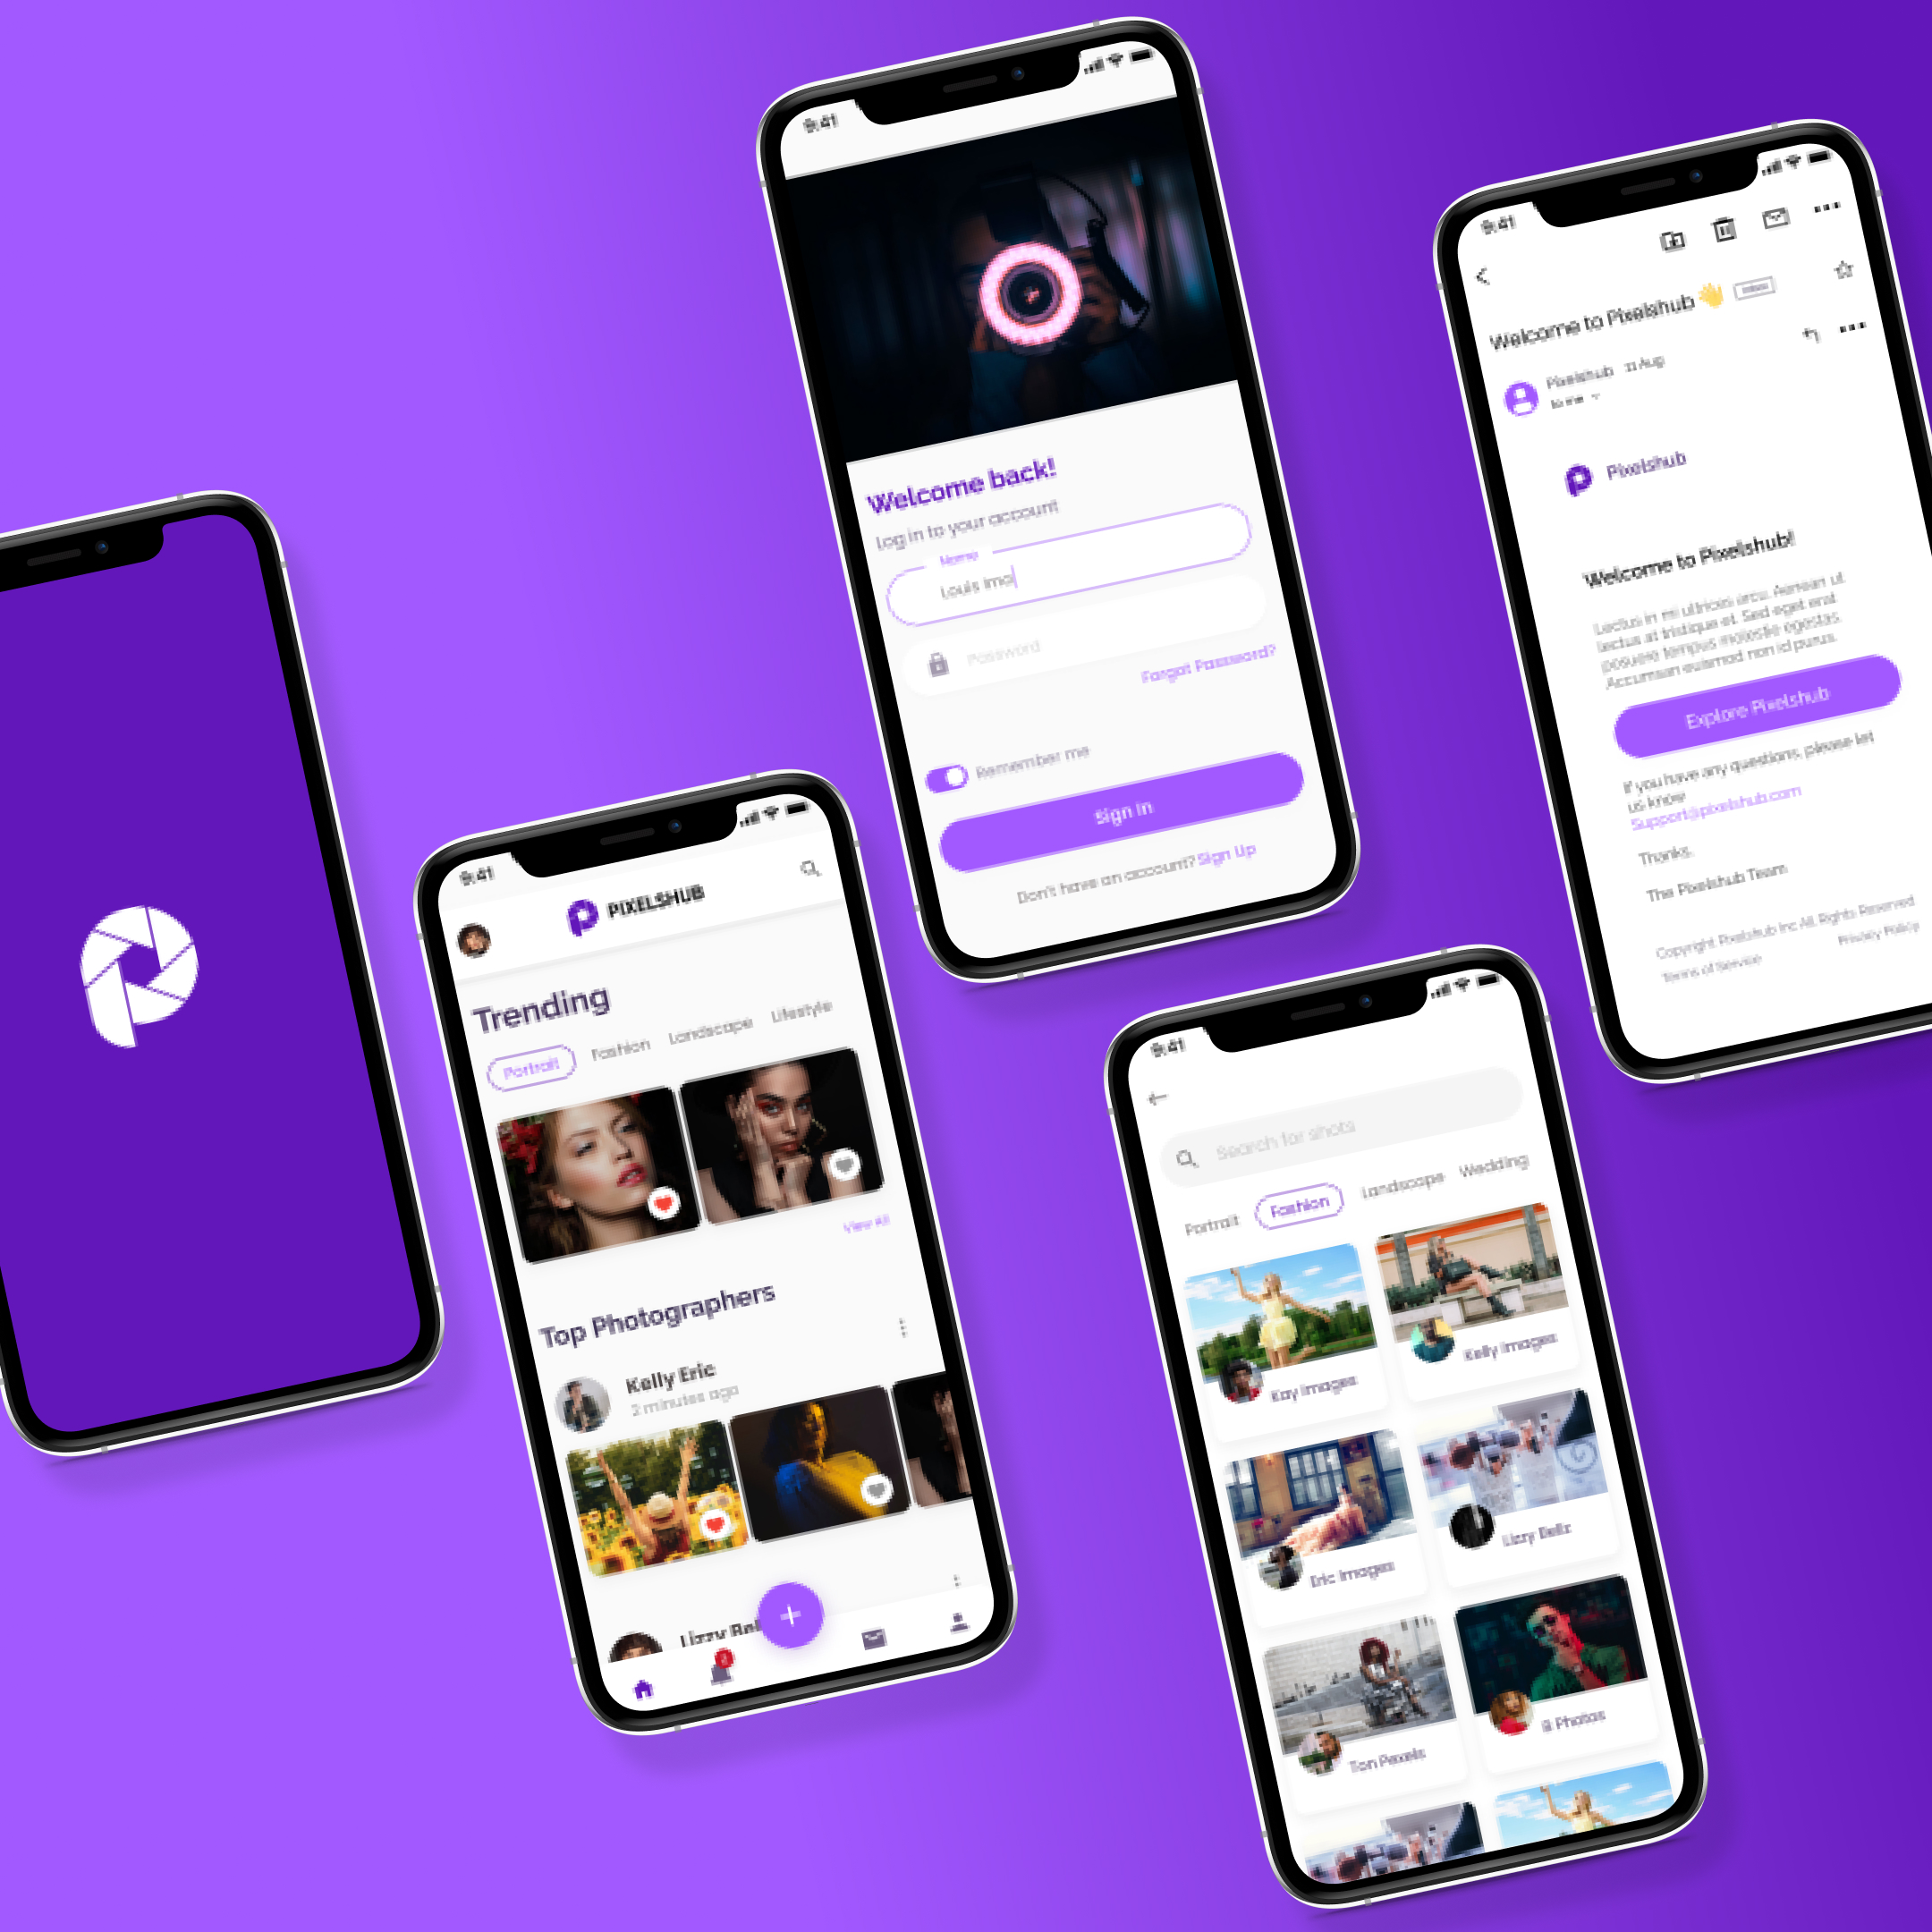 9:41
PIXELSHUB
Trending
Portrait Fashion Landscape Lifestyle
View All
Top Photographers
Kelly Eric
2 minutes ago
Lizzy Bel
9:41
Welcome back!
Log in to your account
Name
Louis Ima
Password
Forgot Password?
Remember me
Sign In
Don't have an account? Sign Up
9:41
Search for shots
Portrait Fashion Landscape Wedding
Kay Images
Kelly Images
Eric Images
Lizzy Bellz
Ton Pexels
Photos
9:41
Welcome to Pixelshub 👋
Pixelshub Aug
to me
Pixelshub
Welcome to Pixelshub!
Lectus in mi ultrices arcu. Aenean ut
lectus at tristique et. Sed eget erat
posuere tempus molestie egestas.
Accumsan euismod non id purus.
Explore Pixelshub
If you have any questions, please let
us know
Support@pixelshub.com
Thanks.
The Pixelshub Team
Copyright Pixelshub Inc All Rights Reserved
Terms of Service Privacy Policy